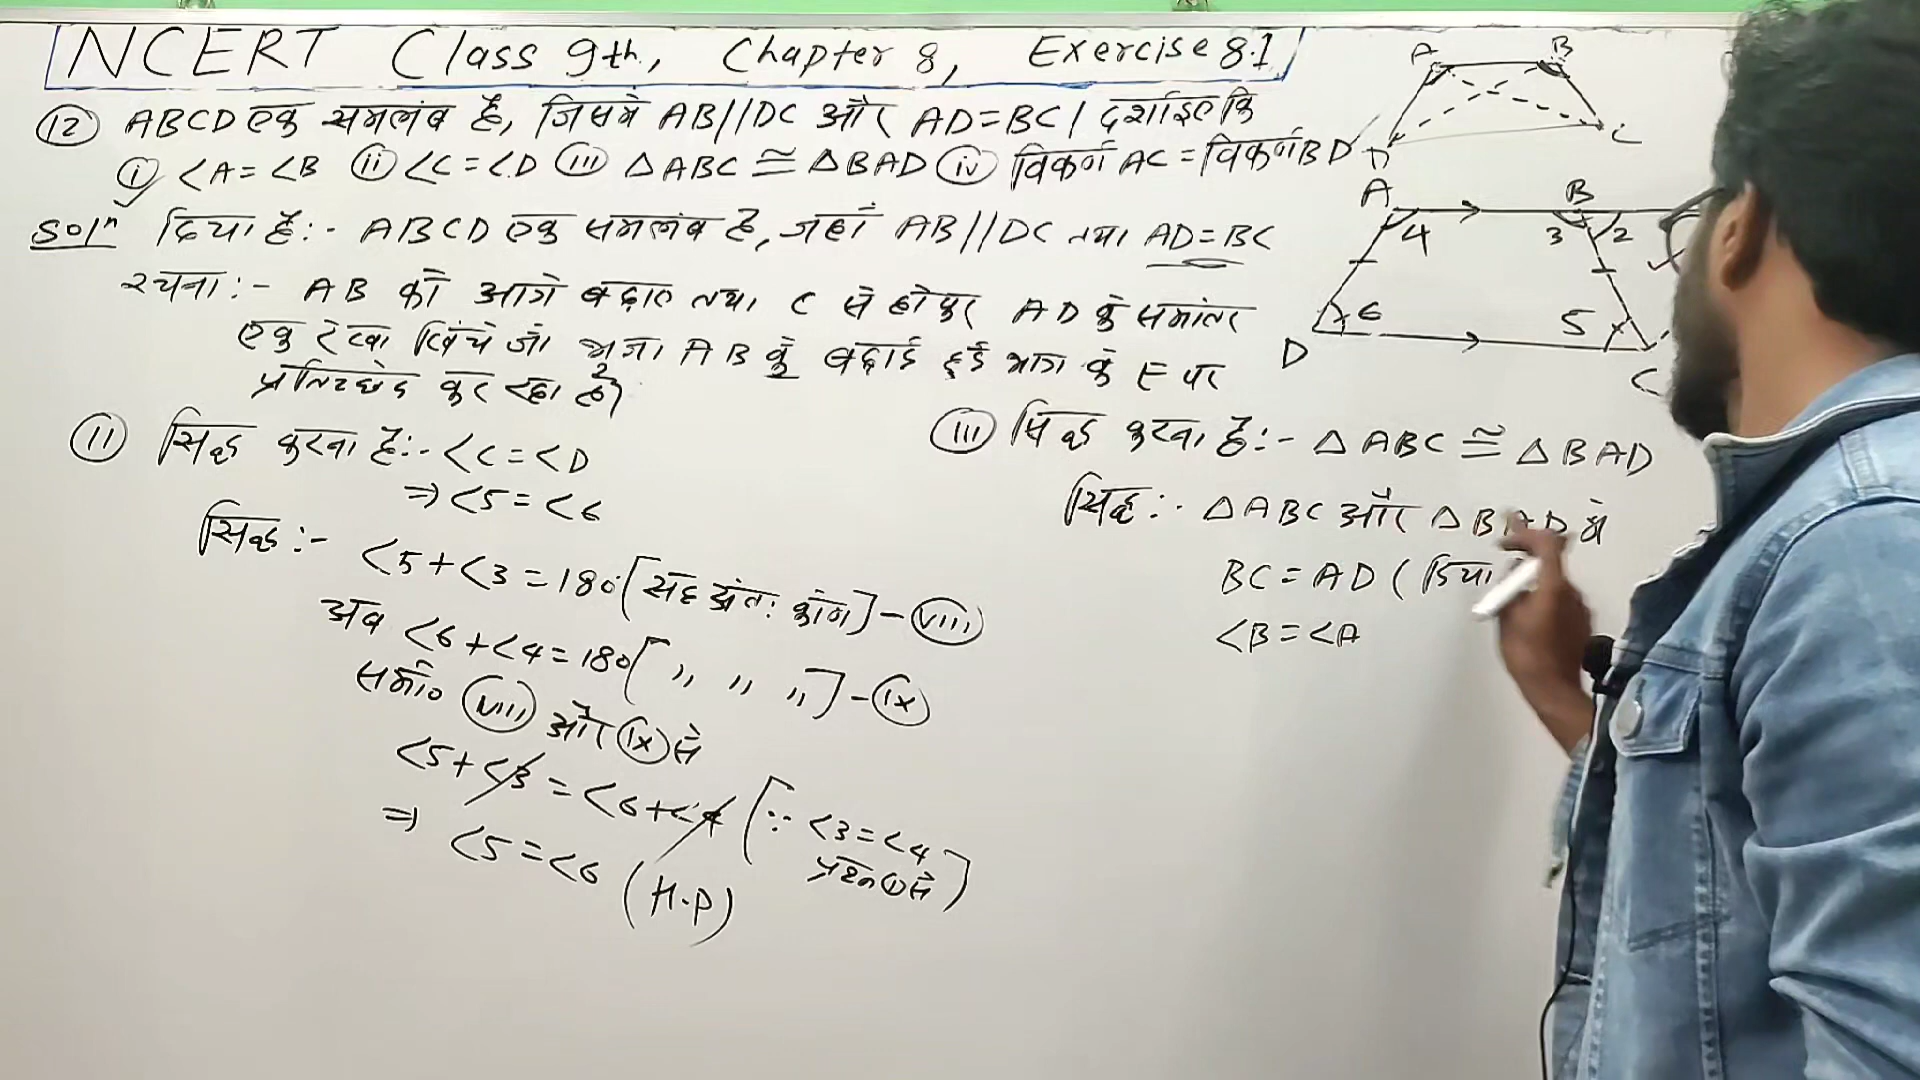 NCERT Class 9th, Chapter 8, Exercise 8.1
(12) ABCD एक समलंब है, जिसमे AB//DC और AD=BC। दर्शाइए कि
(i) <A=<B (ii) <C=<D (iii) △ABC ≅ △BAD (iv) विकर्ण AC = विकर्ण BD
Solⁿ दिया है:- ABCD एक समलंब है, जहां AB//DC तथा AD=BC
रचना:- AB को आगे बढ़ाए तथा C से होकर AD के समांतर
एक रेखा खिंचे जो भुजा AB के बढ़ाई हुई भाग के E पर
प्रतिच्छेद कर रहा है।
(ii) सिद्ध करना है:- <C=<D
⇒ <5=<6
सिद्ध:- <5+<3=180 [सह अंत: कोण] - (viii)
अब <6+<4=180 [ ,, ,, ,, ] - (ix)
समी० (viii) और (ix) से
<5+<3 = <6+<4 [∵ <3=<4
प्रश्न (i) से]
⇒ <5=<6 (H.P)
(iii) सिद्ध करना है:- △ABC ≅ △BAD
सिद्ध:- △ABC और △BAD में
BC = AD (दिया
<B = <A
A B
D C
A B
4 3 2
6 5
D C